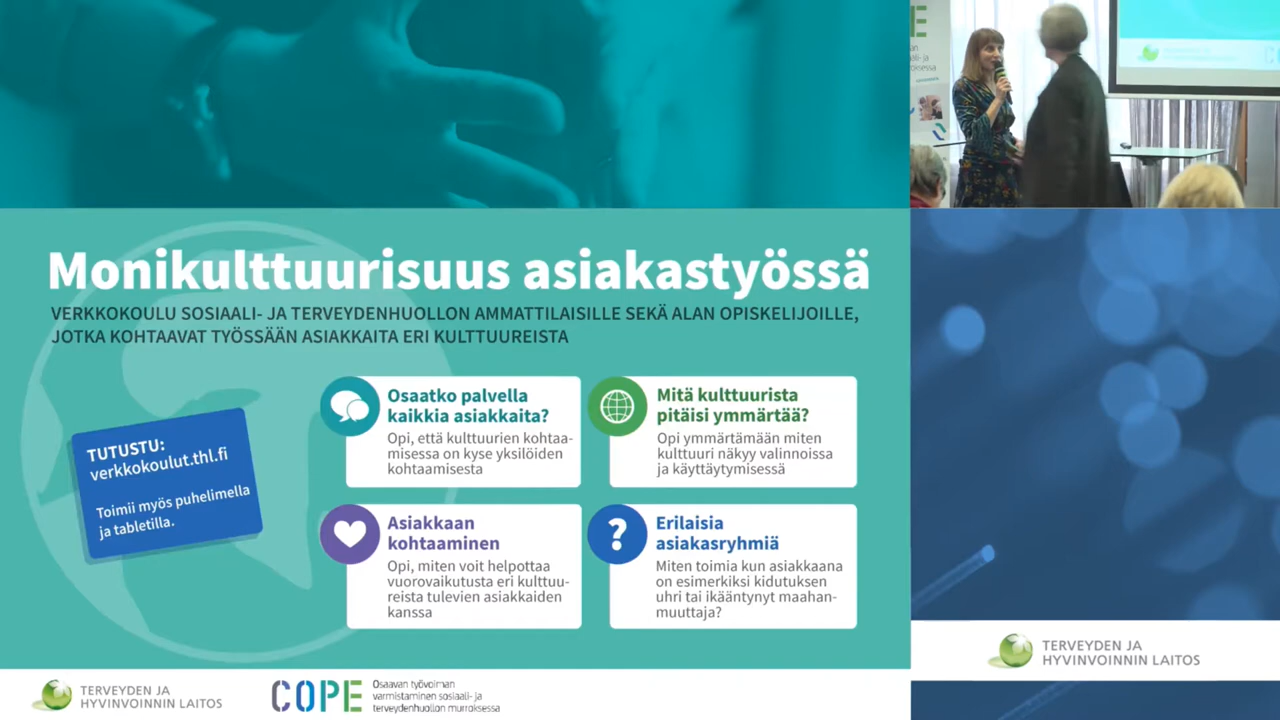 Monikulttuurisuus asiakastyössä
VERKKOKOULU SOSIAALI- JA TERVEYDENHUOLLON AMMATTILAISILLE SEKÄ ALAN OPISKELIJOILLE,
JOTKA KOHTAAVAT TYÖSSÄÄN ASIAKKAITA ERI KULTTUUREISTA
TUTUSTU:
verkkokoulut.thl.fi
Toimii myös puhelimella
ja tabletilla.
Osaatko palvella
kaikkia asiakkaita?
Opi, että kulttuurien kohtaa-
misessa on kyse yksilöiden
kohtaamisesta
Mitä kulttuurista
pitäisi ymmärtää?
Opi ymmärtämään miten
kulttuuri näkyy valinnoissa
ja käyttäytymisessä
Asiakkaan
kohtaaminen
Opi, miten voit helpottaa
vuorovaikutusta eri kulttuu-
reista tulevien asiakkaiden
kanssa
?
Erilaisia
asiakasryhmiä
Miten toimia kun asiakkaana
on esimerkiksi kidutuksen
uhri tai ikääntynyt maahan-
muuttaja?
TERVEYDEN JA
HYVINVOINNIN LAITOS
COPE
Osaavan työvoiman
varmistaminen sosiaali- ja
terveydenhuollon murroksessa
TERVEYDEN JA
HYVINVOINNIN LAITOS